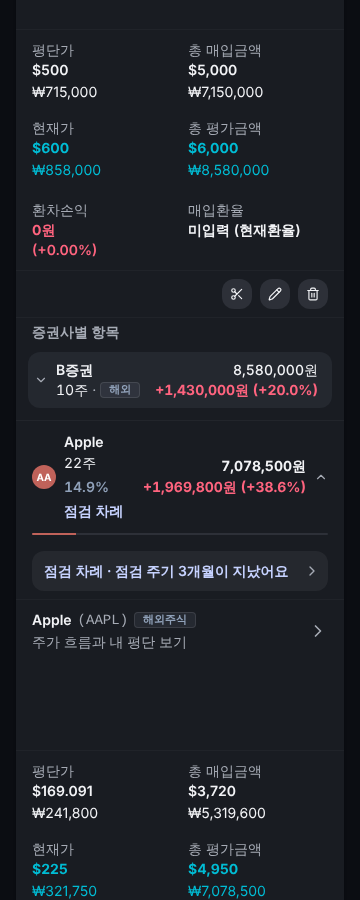 평단가 총 매입금액
$500 $5,000
₩715,000 ₩7,150,000
현재가 총 평가금액
$600 $6,000
₩858,000 ₩8,580,000
환차손익 매입환율
0원 미입력 (현재환율)
(+0.00%)
증권사별 항목
B증권 8,580,000원
10주 · 해외 +1,430,000원 (+20.0%)
Apple
22주 7,078,500원
AA 14.9% +1,969,800원 (+38.6%)
점검 차례
점검 차례 · 점검 주기 3개월이 지났어요
Apple (AAPL) 해외주식
주가 흐름과 내 평단 보기
평단가 총 매입금액
$169.091 $3,720
₩241,800 ₩5,319,600
현재가 총 평가금액
$225 $4,950
₩321,750 ₩7,078,500